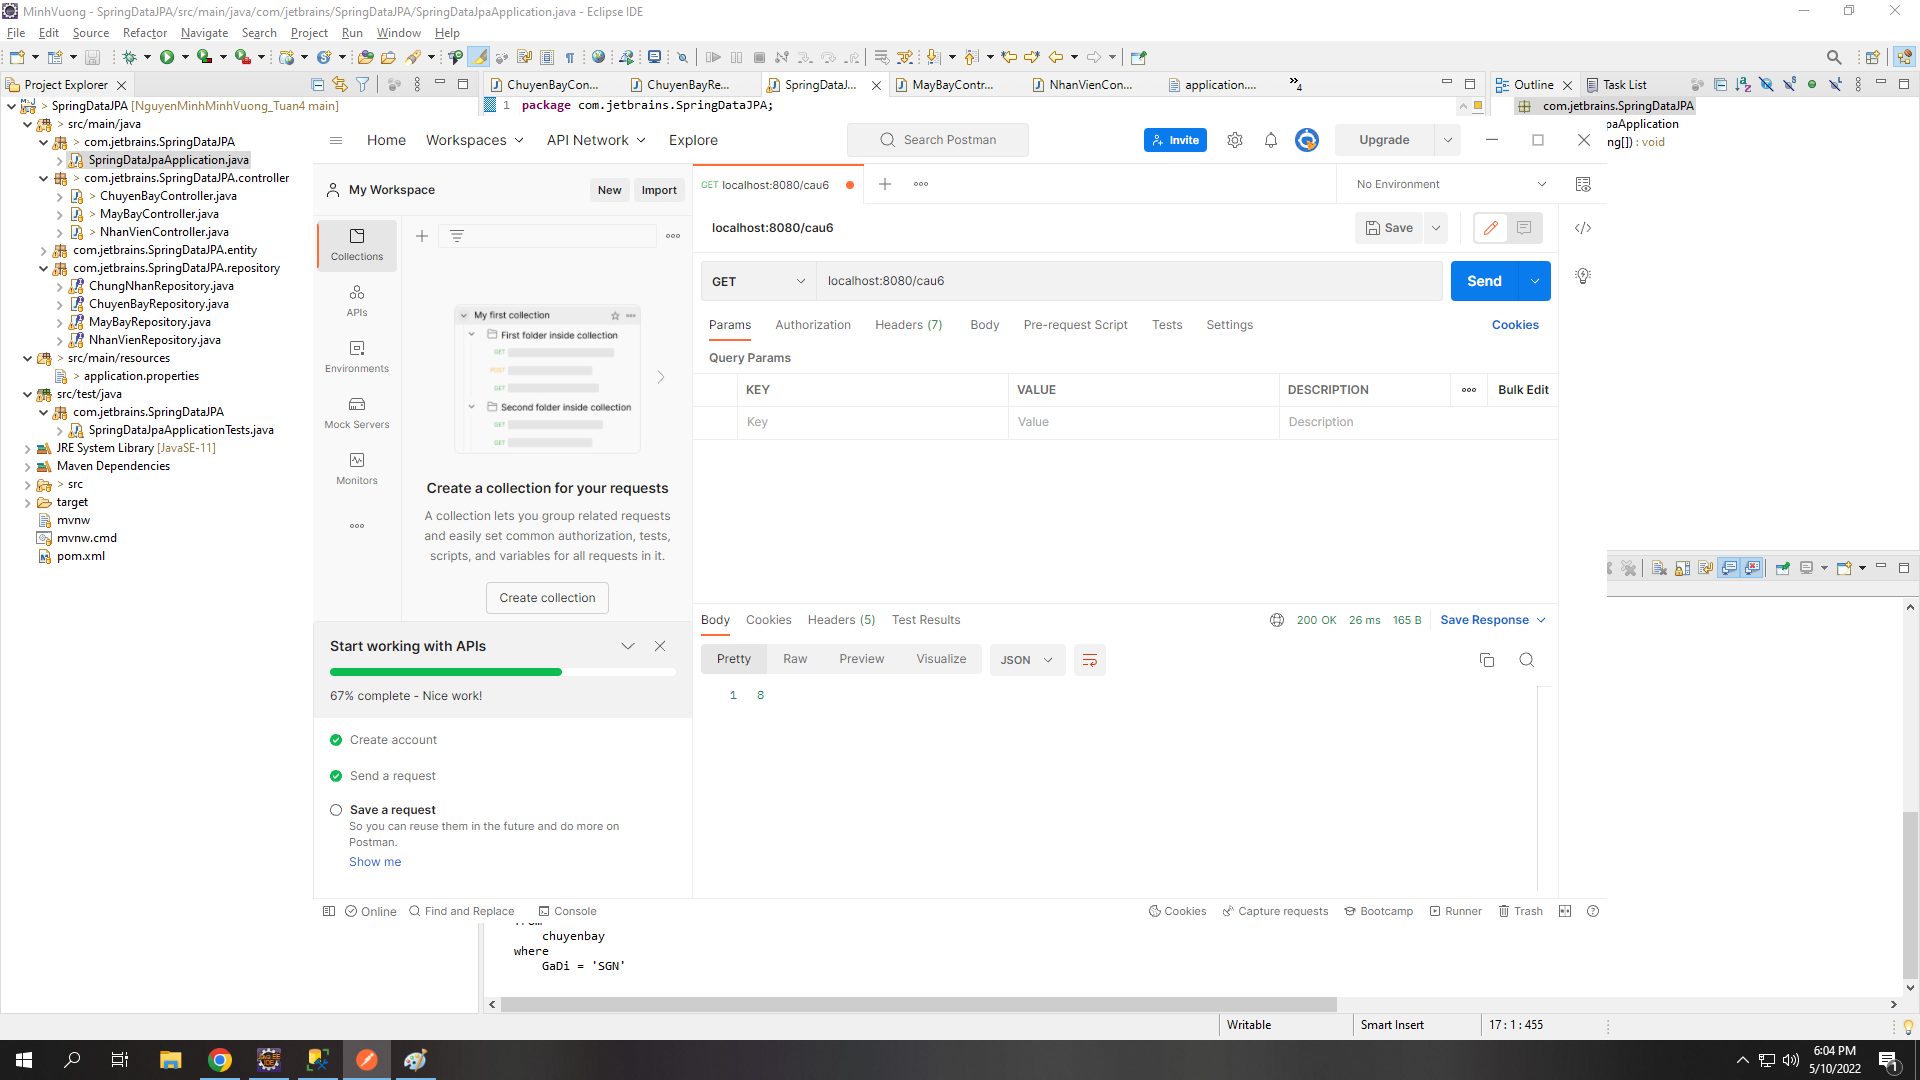 MinhVuong - SpringDataJPA/src/main/java/com/jetbrains/SpringDataJPA/SpringDataJpaApplication.java - Eclipse IDE
File Edit Source Refactor Navigate Search Project Run Window Help
Project Explorer
ChuyenBayCon...
ChuyenBayRe...
SpringDataJ...
MayBayContr...
NhanVienCon...
application....
4
Outline
Task List
SpringDataJPA [NguyenMinhMinhVuong_Tuan4 main]
> src/main/java
> com.jetbrains.SpringDataJPA
SpringDataJpaApplication.java
> com.jetbrains.SpringDataJPA.controller
> ChuyenBayController.java
> MayBayController.java
> NhanVienController.java
com.jetbrains.SpringDataJPA.entity
com.jetbrains.SpringDataJPA.repository
ChungNhanRepository.java
ChuyenBayRepository.java
MayBayRepository.java
NhanVienRepository.java
> src/main/resources
> application.properties
src/test/java
com.jetbrains.SpringDataJPA
SpringDataJpaApplicationTests.java
JRE System Library [JavaSE-11]
Maven Dependencies
> src
target
mvnw
mvnw.cmd
pom.xml
1 package com.jetbrains.SpringDataJPA;
com.jetbrains.SpringDataJPA
paApplication
ng[]) : void
Home
Workspaces
API Network
Explore
Search Postman
Invite
Upgrade
My Workspace
New
Import
GET localhost:8080/cau6
No Environment
localhost:8080/cau6
Save
Collections
APIs
Environments
Mock Servers
Monitors
My first collection
First folder inside collection
GET
POST
GET
Second folder inside collection
GET
GET
Create a collection for your requests
A collection lets you group related requests
and easily set common authorization, tests,
scripts, and variables for all requests in it.
Create collection
GET
localhost:8080/cau6
Send
Params
Authorization
Headers (7)
Body
Pre-request Script
Tests
Settings
Cookies
Query Params
KEY
VALUE
DESCRIPTION
Bulk Edit
Key
Value
Description
Start working with APIs
67% complete - Nice work!
Create account
Send a request
Save a request
So you can reuse them in the future and do more on
Postman.
Show me
Body
Cookies
Headers (5)
Test Results
200 OK
26 ms
165 B
Save Response
Pretty
Raw
Preview
Visualize
JSON
1 8
Online
Find and Replace
Console
Cookies
Capture requests
Bootcamp
Runner
Trash
chuyenbay
where
GaDi = 'SGN'
Writable
Smart Insert
17 : 1 : 455
6:04 PM
5/10/2022
1